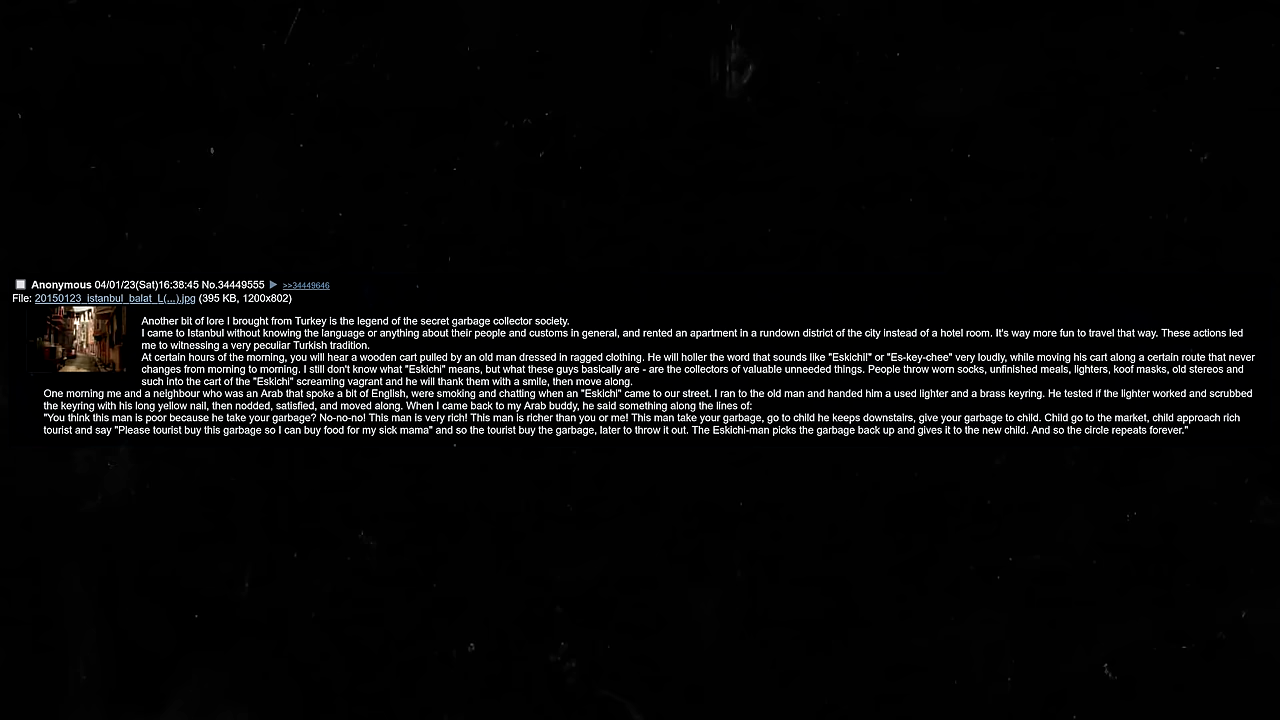 Anonymous 04/01/23(Sat)16:38:45 No.34449555 ▶ >>34449646
File: 20150123_istanbul_balat_L(...).jpg (395 KB, 1200x802)
Another bit of lore I brought from Turkey is the legend of the secret garbage collector society.
I came to Istanbul without knowing the language or anything about their people and customs in general, and rented an apartment in a rundown district of the city instead of a hotel room. It's way more fun to travel that way. These actions led
me to witnessing a very peculiar Turkish tradition.
At certain hours of the morning, you will hear a wooden cart pulled by an old man dressed in ragged clothing. He will holler the word that sounds like "Eskichi!" or "Es-key-chee" very loudly, while moving his cart along a certain route that never
changes from morning to morning. I still don't know what "Eskichi" means, but what these guys basically are - are the collectors of valuable unneeded things. People throw worn socks, unfinished meals, lighters, koof masks, old stereos and
such into the cart of the "Eskichi" screaming vagrant and he will thank them with a smile, then move along.
One morning me and a neighbour who was an Arab that spoke a bit of English, were smoking and chatting when an "Eskichi" came to our street. I ran to the old man and handed him a used lighter and a brass keyring. He tested if the lighter worked and scrubbed
the keyring with his long yellow nail, then nodded, satisfied, and moved along. When I came back to my Arab buddy, he said something along the lines of:
"You think this man is poor because he take your garbage? No-no-no! This man is very rich! This man is richer than you or me! This man take your garbage, go to child he keeps downstairs, give your garbage to child. Child go to the market, child approach rich
tourist and say "Please tourist buy this garbage so I can buy food for my sick mama" and so the tourist buy the garbage, later to throw it out. The Eskichi-man picks the garbage back up and gives it to the new child. And so the circle repeats forever."